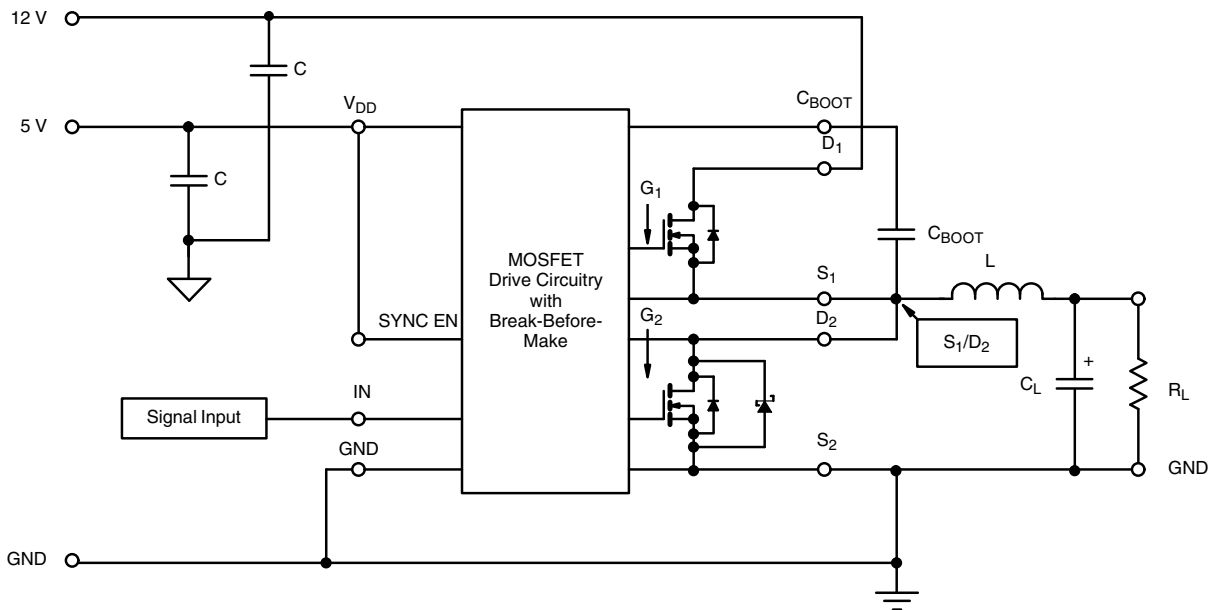 12 V
C
5 V
V_DD
C_BOOT
D_1
C
G_1
C_BOOT
MOSFET
Drive Circuitry
with
Break-Before-
Make
S_1
L
SYNC EN
G_2
D_2
S_1/D_2
C_L
+
R_L
IN
Signal Input
GND
S_2
GND
GND